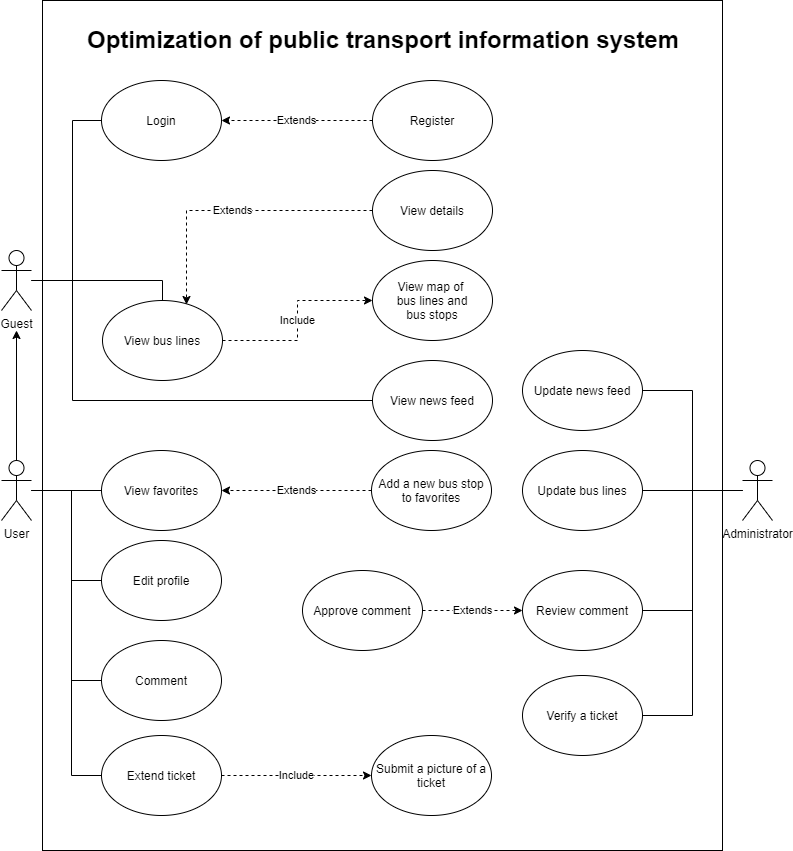 Optimization of public transport information system
Login
Extends
Register
Extends
View details
View map of
bus lines and
bus stops
Guest
Include
View bus lines
Update news feed
View news feed
View favorites
Extends
Add a new bus stop
to favorites
Update bus lines
User
Administrator
Edit profile
Approve comment
Extends
Review comment
Comment
Verify a ticket
Extend ticket
Include
Submit a picture of a
ticket